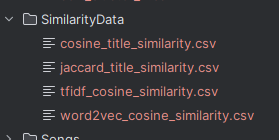 SimilarityData
cosine_title_similarity.csv
jaccard_title_similarity.csv
tfidf_cosine_similarity.csv
word2vec_cosine_similarity.csv
Songs